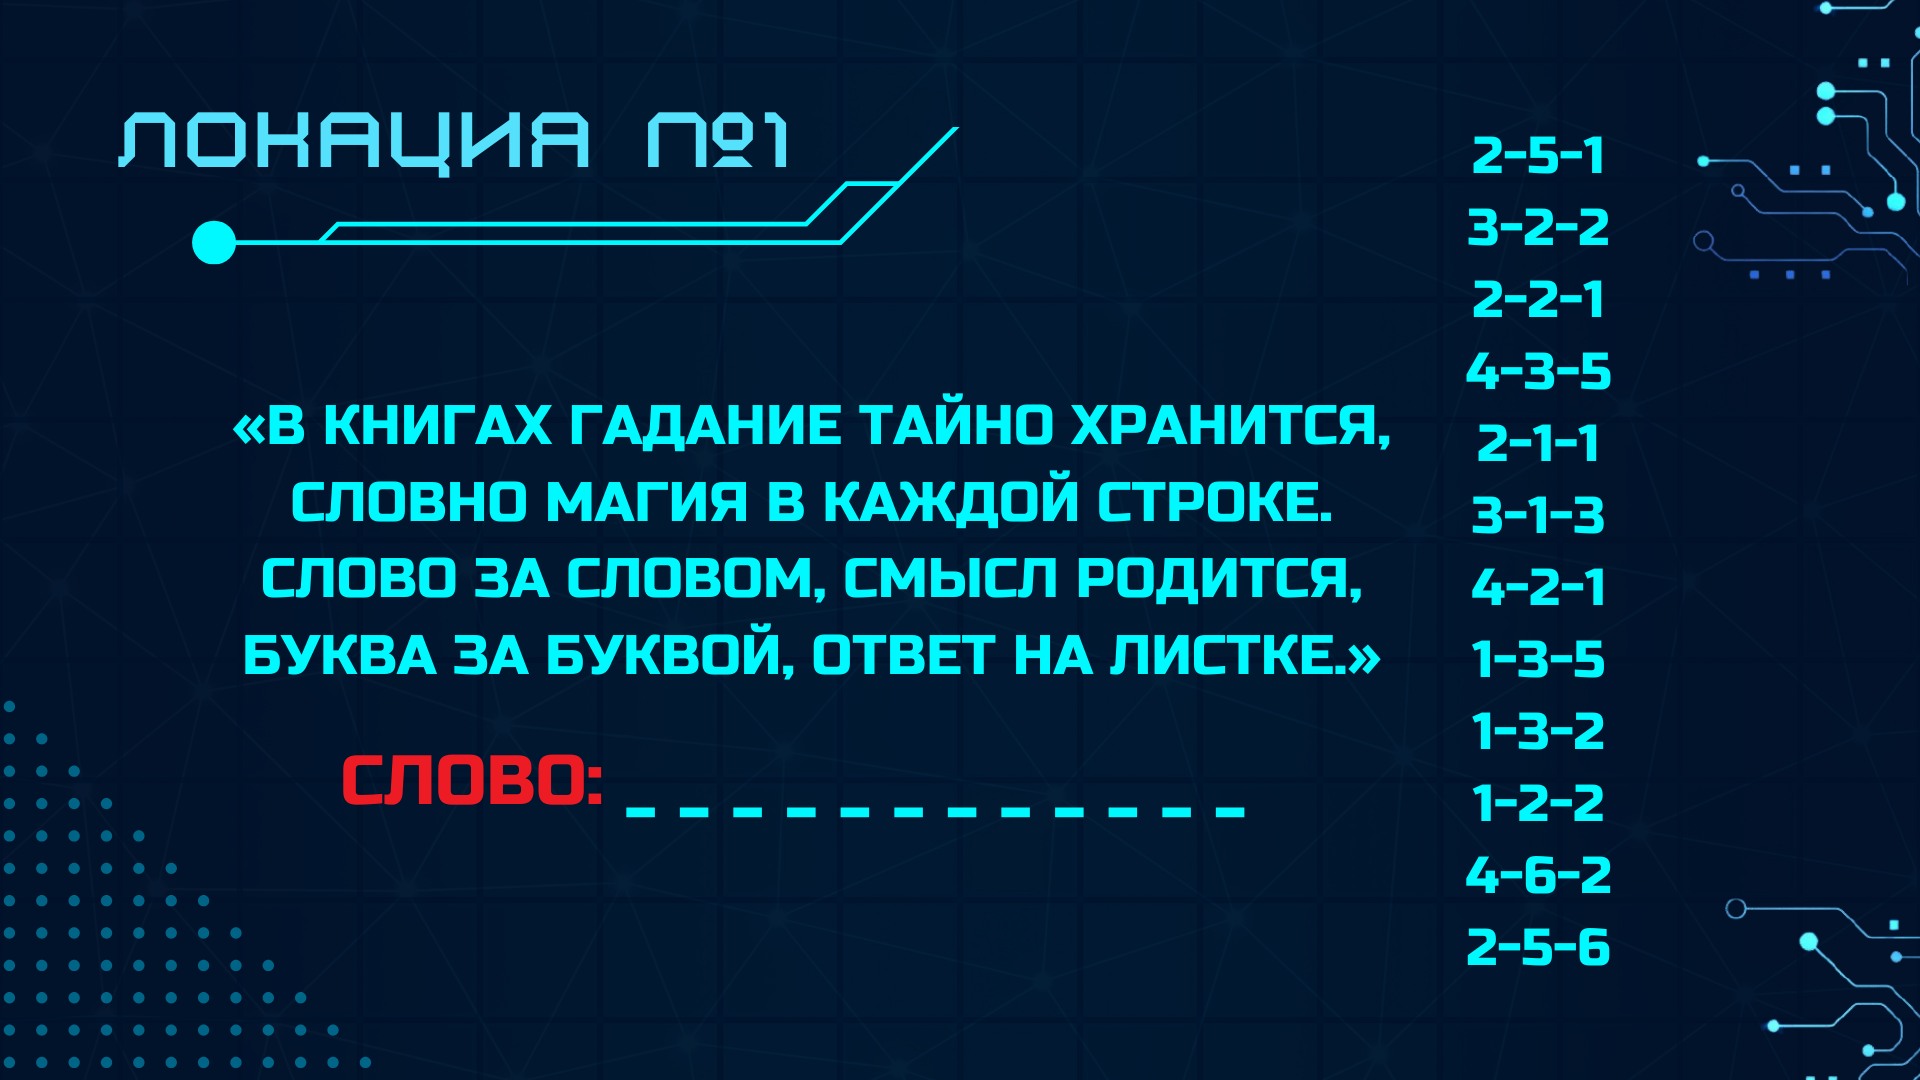 ЛОКАЦИЯ №1
«В КНИГАХ ГАДАНИЕ ТАЙНО ХРАНИТСЯ,
СЛОВНО МАГИЯ В КАЖДОЙ СТРОКЕ.
СЛОВО ЗА СЛОВОМ, СМЫСЛ РОДИТСЯ,
БУКВА ЗА БУКВОЙ, ОТВЕТ НА ЛИСТКЕ.»
СЛОВО: _ _ _ _ _ _ _ _ _ _ _ _
2-5-1
3-2-2
2-2-1
4-3-5
2-1-1
3-1-3
4-2-1
1-3-5
1-3-2
1-2-2
4-6-2
2-5-6